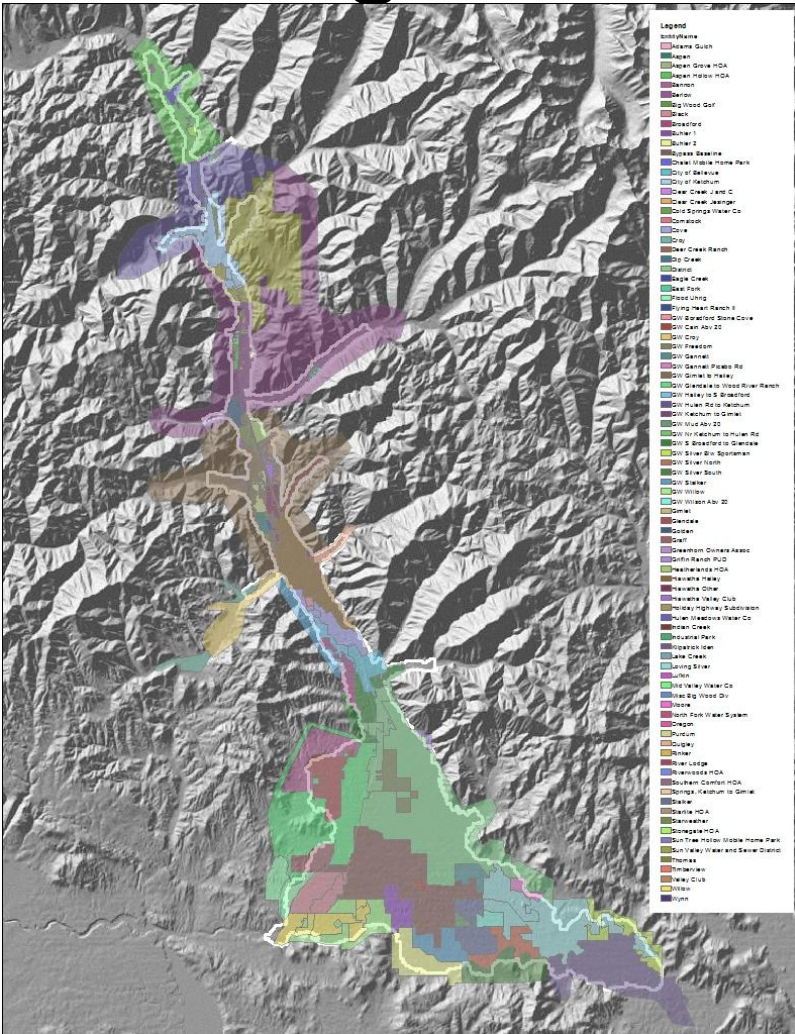 Legend
EntityName
Adams Gulch
Aspen
Aspen Grove HOA
Aspen Hollow HOA
Bannon
Barlow
Big Wood Golf
Black
Broadford
Buhler 1
Buhler 2
Bypass Baseline
Chalet Mobile Home Park
City of Bellevue
City of Ketchum
Clear Creek J and C
Clear Creek Jesinger
Cold Springs Water Co
Comstock
Cove
Croy
Deer Creek Ranch
Dip Creek
District
Eagle Creek
East Fork
Flood Uhrig
Flying Heart Ranch II
GW Boradford Stone Cove
GW Cain Abv 20
GW Croy
GW Freedom
GW Gannett
GW Gannett Picabo Rd
GW Gimlet to Hailey
GW Glendale to Wood River Ranch
GW Hailey to S Broadford
GW Hulen Rd to Ketchum
GW Ketchum to Gimlet
GW Mud Abv 20
GW Nr Ketchum to Hulen Rd
GW S Broadford to Glendale
GW Silver Blw Sportsman
GW Silver North
GW Silver South
GW Stalker
GW Willow
GW Wilson Abv 20
Gimlet
Glendale
Golden
Graff
Greenhorn Owners Assoc
Griffin Ranch PUD
Heatherlands HOA
Hiawatha Hailey
Hiawatha Other
Hiawatha Valley Club
Holiday Highway Subdivision
Hulen Meadows Water Co
Indian Creek
Industrial Park
Kilpatrick Iden
Lake Creek
Loving Silver
Lufkin
Mid Valley Water Co
Misc Big Wood Div
Moore
North Fork Water System
Oregon
Purdum
Quigley
Rinker
River Lodge
Riverwoods HOA
Southern Comfort HOA
Springs, Ketchum to Gimlet
Stalker
Starlite HOA
Starweather
Stonegate HOA
Sun Tree Hollow Mobile Home Park
Sun Valley Water and Sewer District
Thomas
Timberview
Valley Club
Willow
Wynn